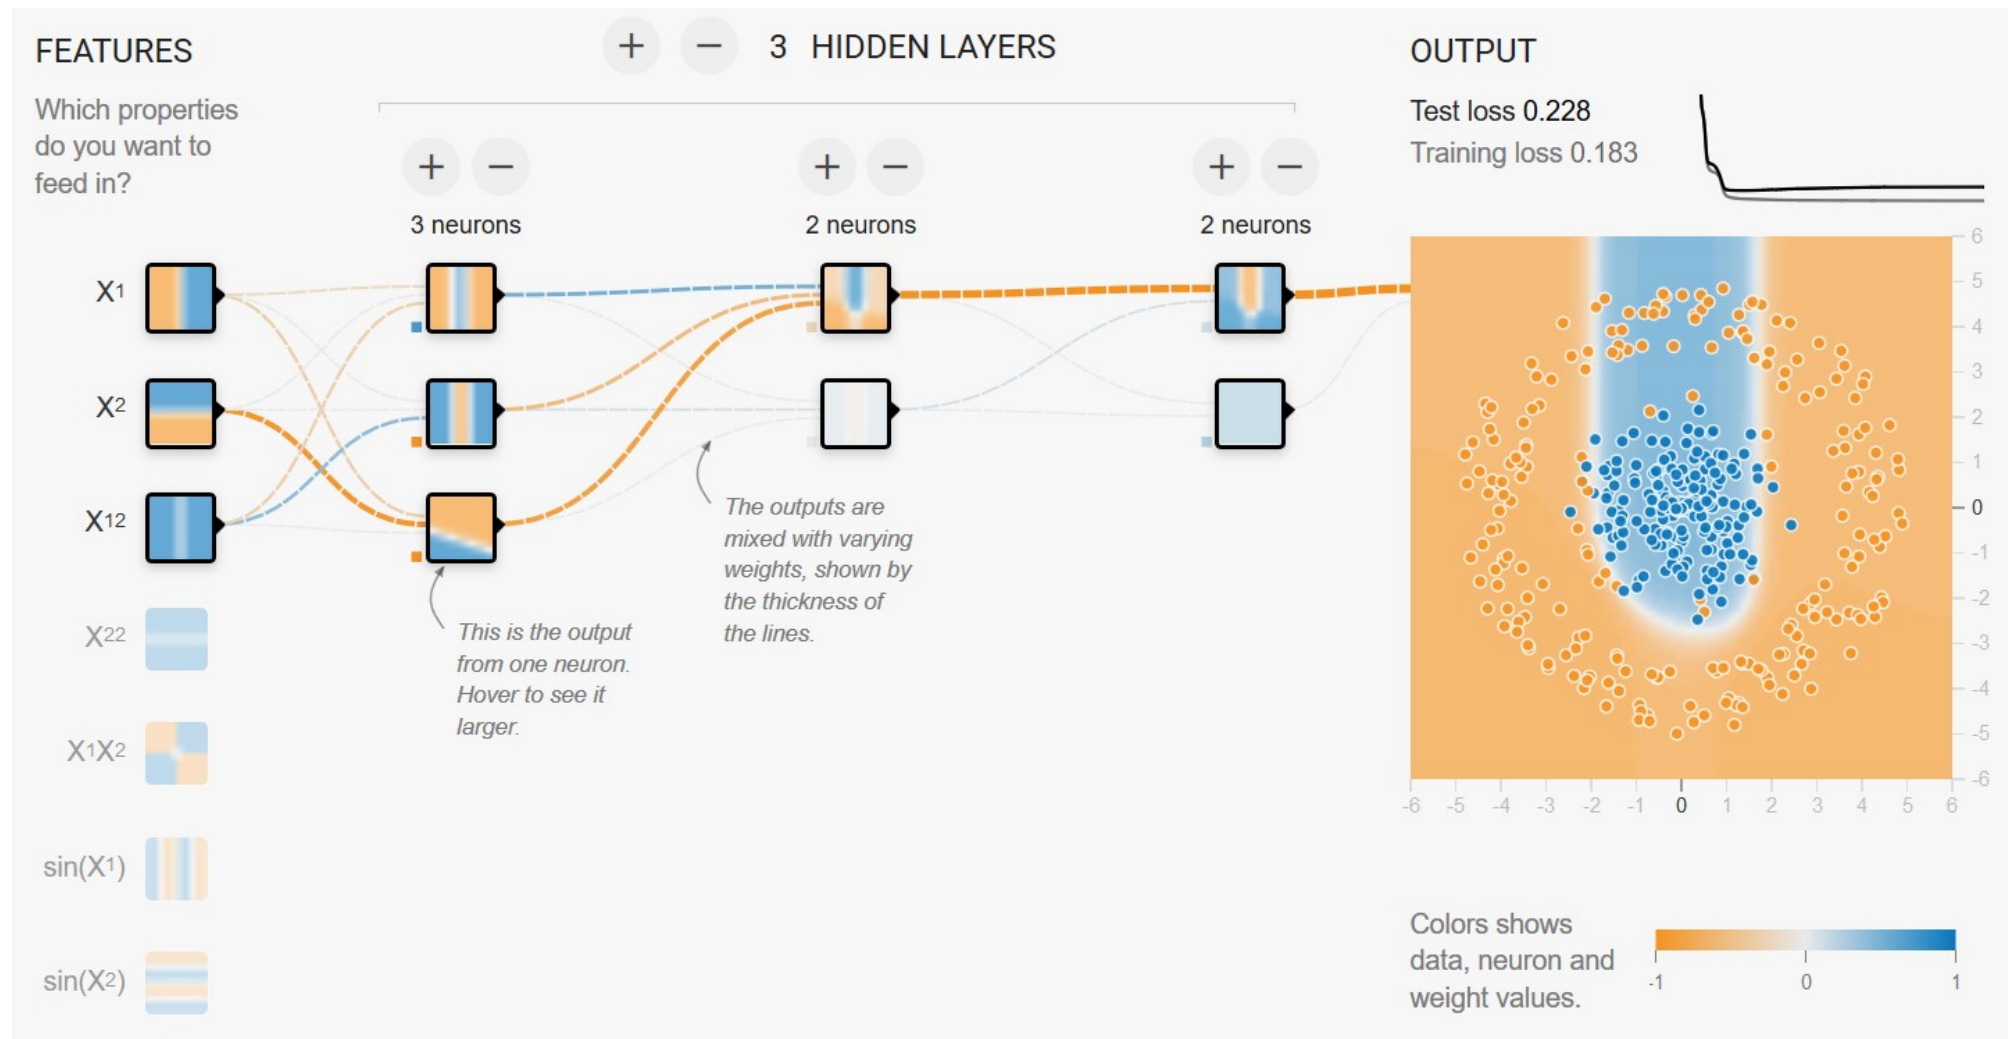 FEATURES
Which properties
do you want to
feed in?
+ − 3 HIDDEN LAYERS
+ −
3 neurons
+ −
2 neurons
+ −
2 neurons
X1
X2
X12
X22
X1X2
sin(X1)
sin(X2)
This is the output
from one neuron.
Hover to see it
larger.
The outputs are
mixed with varying
weights, shown by
the thickness of
the lines.
OUTPUT
Test loss 0.228
Training loss 0.183
6
5
4
3
2
1
0
-1
-2
-3
-4
-5
-6
-6 -5 -4 -3 -2 -1 0 1 2 3 4 5 6
Colors shows
data, neuron and
weight values.
-1 0 1